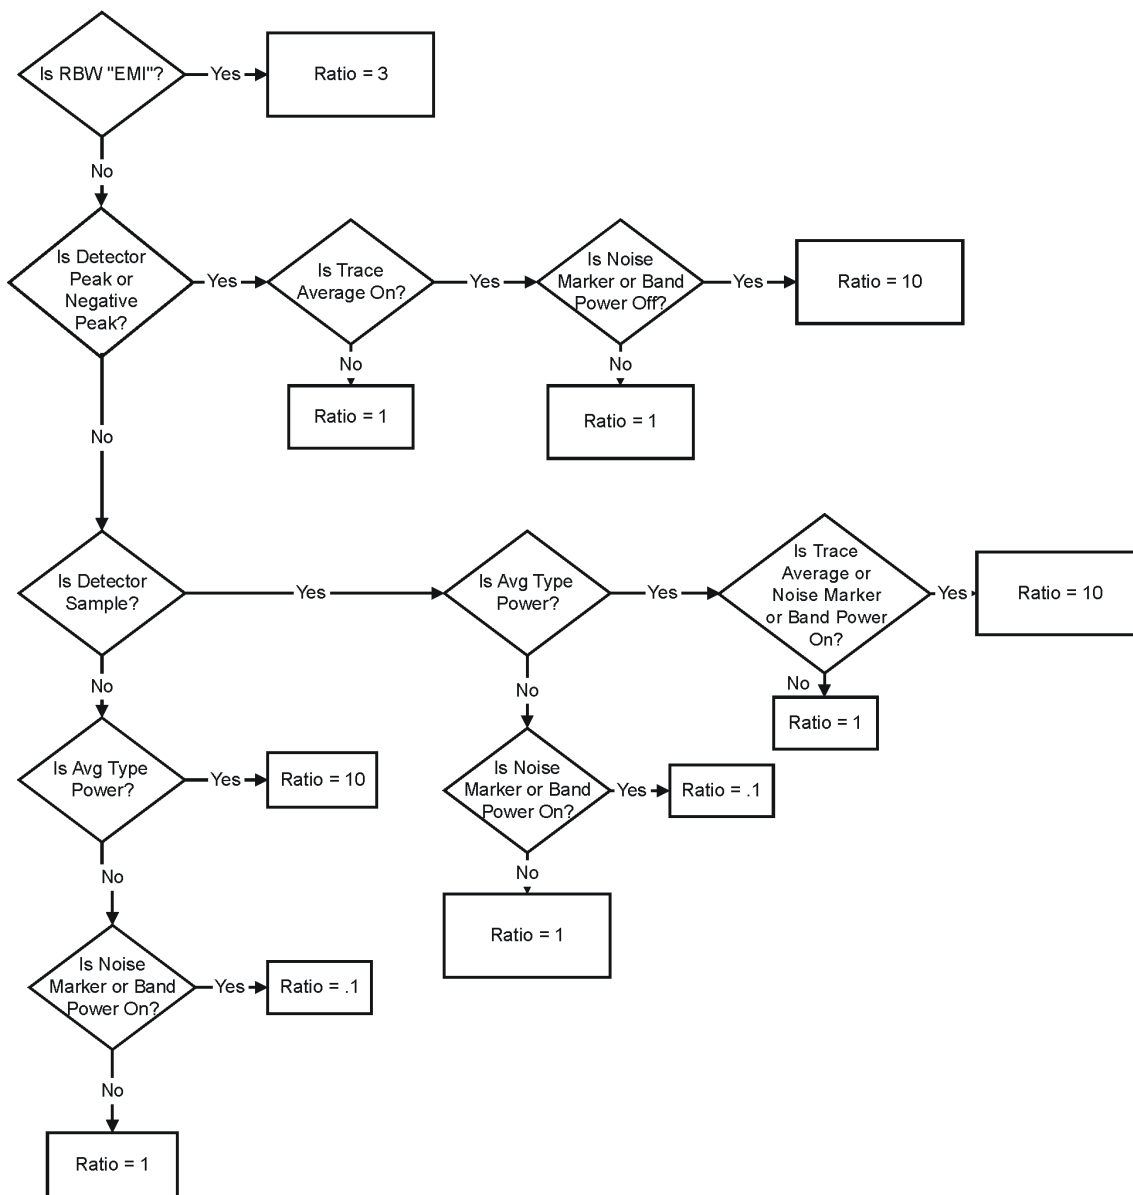 Is RBW "EMI"?
Yes
Ratio = 3
No
Is Detector
Peak or
Negative
Peak?
Yes
Is Trace
Average On?
Yes
Is Noise
Marker or Band
Power Off?
Yes
Ratio = 10
No
Ratio = 1
No
Ratio = 1
No
Is Detector
Sample?
Yes
Is Avg Type
Power?
Yes
Is Trace
Average or
Noise Marker
or Band Power
On?
Yes
Ratio = 10
No
Ratio = 1
No
Is Noise
Marker or Band
Power On?
Yes
Ratio = .1
No
Ratio = 1
No
Is Avg Type
Power?
Yes
Ratio = 10
No
Is Noise
Marker or Band
Power On?
Yes
Ratio = .1
No
Ratio = 1